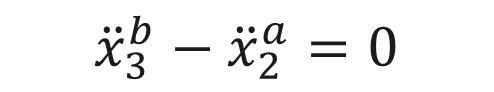 ẍ₃ᵇ − ẍ₂ᵃ = 0